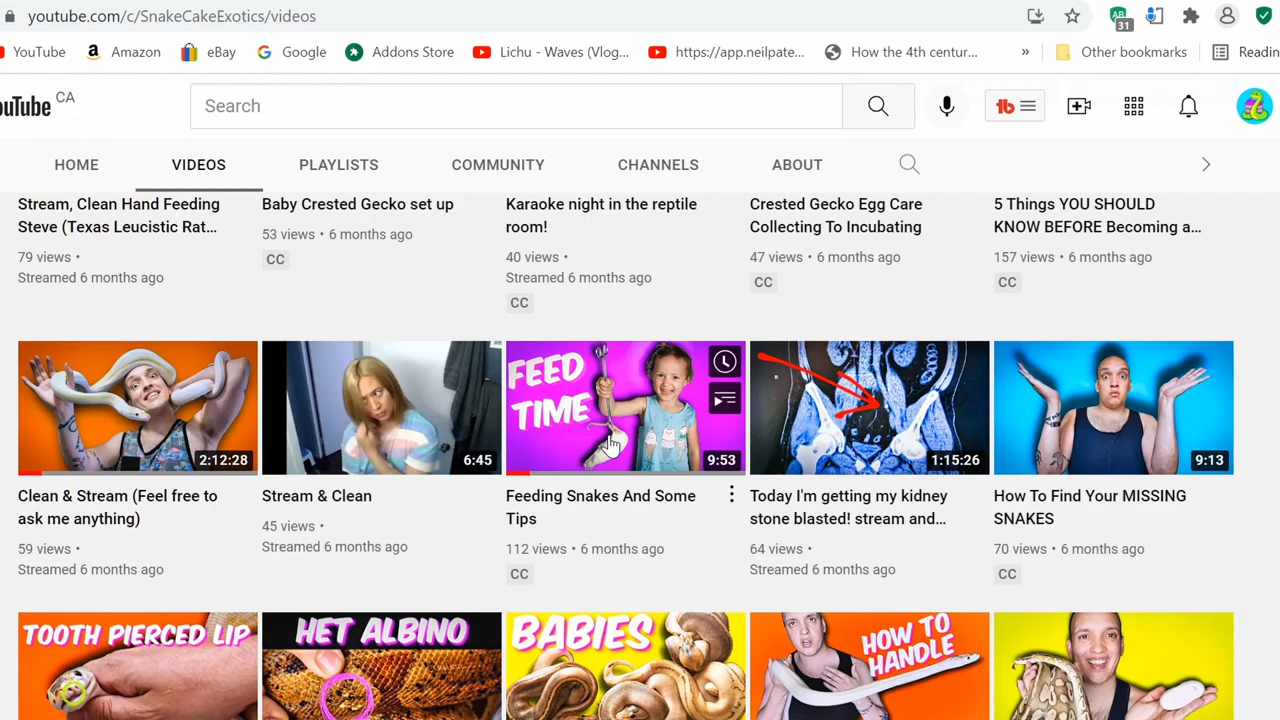 youtube.com/c/SnakeCakeExotics/videos
31
YouTube
Amazon
eBay
Google
Addons Store
Lichu - Waves (Vlog...
https://app.neilpate...
How the 4th centur...
»
Other bookmarks
Readin
ouTube CA
Search
HOME
VIDEOS
PLAYLISTS
COMMUNITY
CHANNELS
ABOUT
Stream, Clean Hand Feeding
Steve (Texas Leucistic Rat...
79 views •
Streamed 6 months ago
Baby Crested Gecko set up
53 views • 6 months ago
CC
Karaoke night in the reptile
room!
40 views •
Streamed 6 months ago
CC
Crested Gecko Egg Care
Collecting To Incubating
47 views • 6 months ago
CC
5 Things YOU SHOULD
KNOW BEFORE Becoming a...
157 views • 6 months ago
CC
2:12:28
Clean & Stream (Feel free to
ask me anything)
59 views •
Streamed 6 months ago
6:45
Stream & Clean
45 views •
Streamed 6 months ago
FEED
TIME
9:53
Feeding Snakes And Some
Tips
112 views • 6 months ago
CC
1:15:26
Today I'm getting my kidney
stone blasted! stream and...
64 views •
Streamed 6 months ago
9:13
How To Find Your MISSING
SNAKES
70 views • 6 months ago
CC
TOOTH PIERCED LIP
HET ALBINO
BABIES
HOW TO
HANDLE